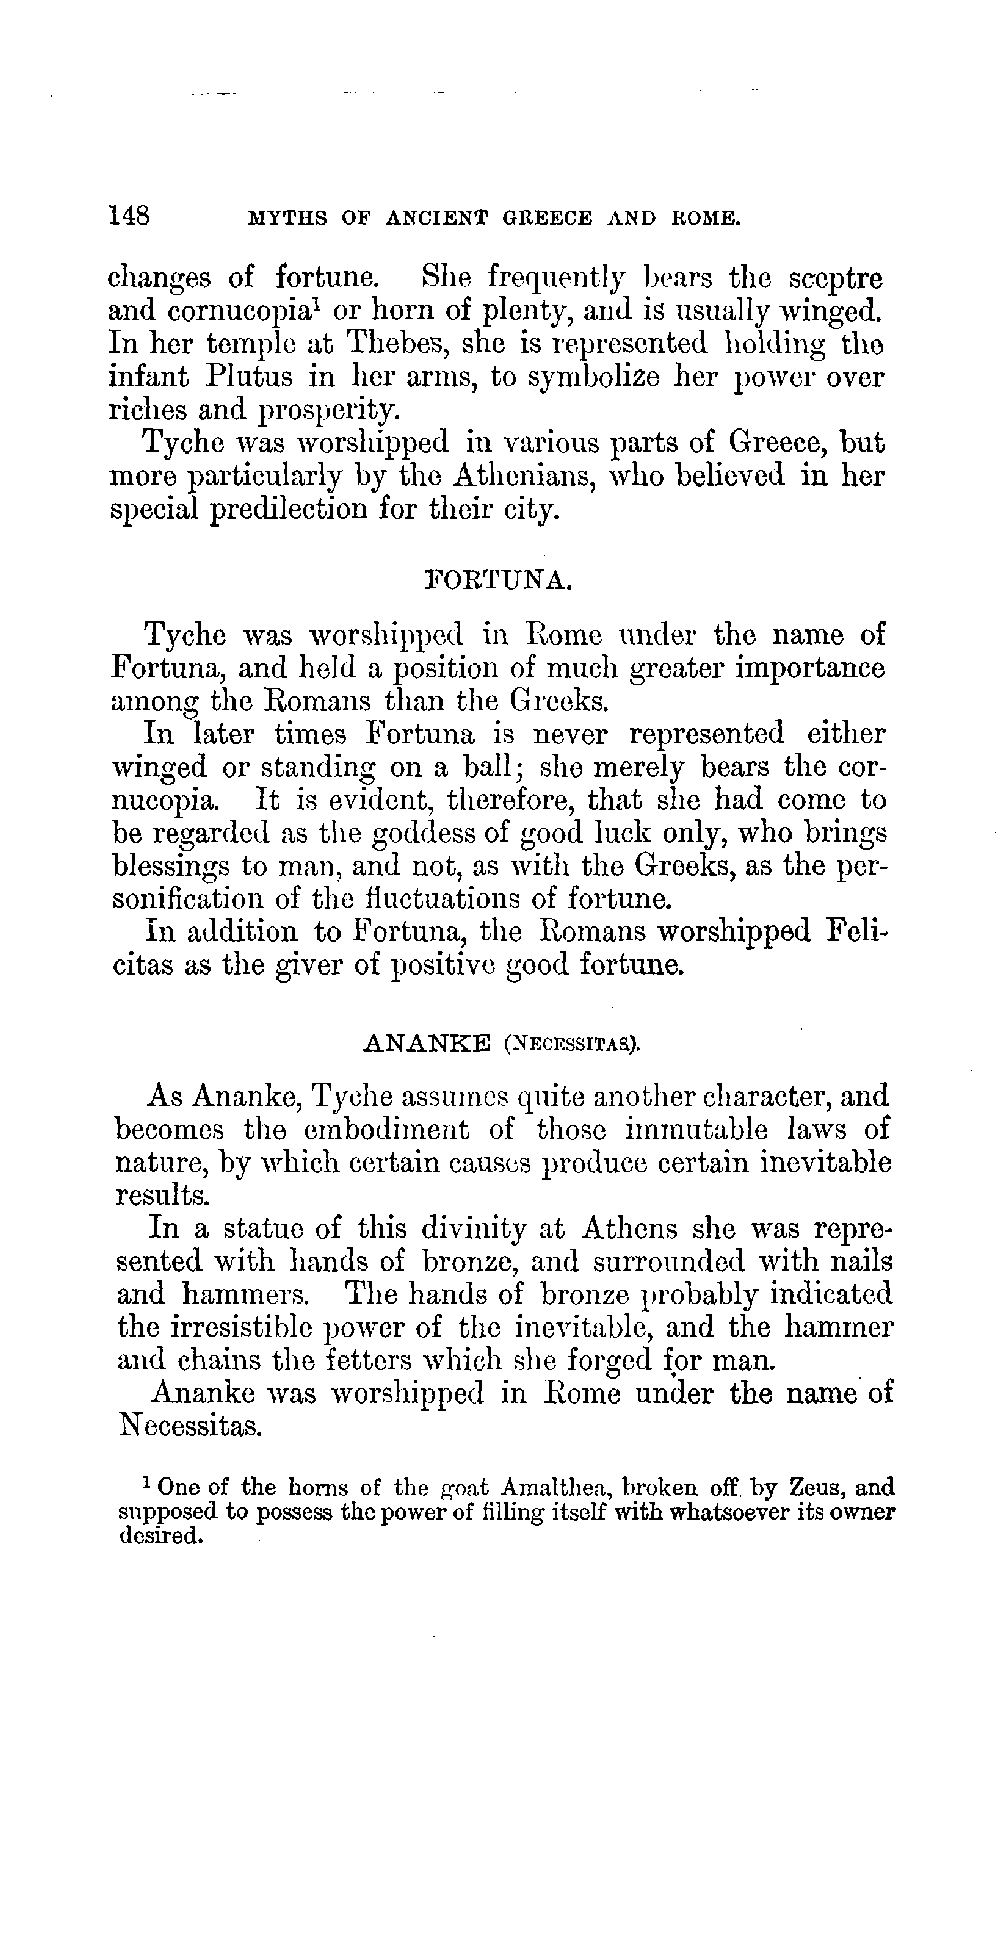 148 MYTHS OF ANCIENT GREECE AND ROME.
changes of fortune. She frequently bears the sceptre
and cornucopia¹ or horn of plenty, and is usually winged.
In her temple at Thebes, she is represented holding the
infant Plutus in her arms, to symbolize her power over
riches and prosperity.
Tyche was worshipped in various parts of Greece, but
more particularly by the Athenians, who believed in her
special predilection for their city.
FORTUNA.
Tyche was worshipped in Rome under the name of
Fortuna, and held a position of much greater importance
among the Romans than the Greeks.
In later times Fortuna is never represented either
winged or standing on a ball; she merely bears the cor-
nucopia. It is evident, therefore, that she had come to
be regarded as the goddess of good luck only, who brings
blessings to man, and not, as with the Greeks, as the per-
sonification of the fluctuations of fortune.
In addition to Fortuna, the Romans worshipped Feli-
citas as the giver of positive good fortune.
ANANKE (NECESSITAS).
As Ananke, Tyche assumes quite another character, and
becomes the embodiment of those immutable laws of
nature, by which certain causes produce certain inevitable
results.
In a statue of this divinity at Athens she was repre-
sented with hands of bronze, and surrounded with nails
and hammers. The hands of bronze probably indicated
the irresistible power of the inevitable, and the hammer
and chains the fetters which she forged for man.
Ananke was worshipped in Rome under the name of
Necessitas.
¹ One of the horns of the goat Amalthea, broken off by Zeus, and
supposed to possess the power of filling itself with whatsoever its owner
desired.